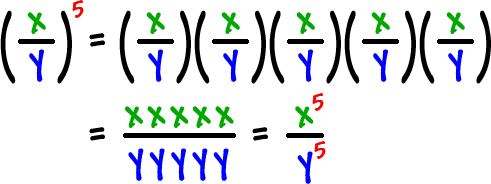 (x/y)^5 = (x/y)(x/y)(x/y)(x/y)(x/y)
= xxxxx/yyyyy = x^5/y^5